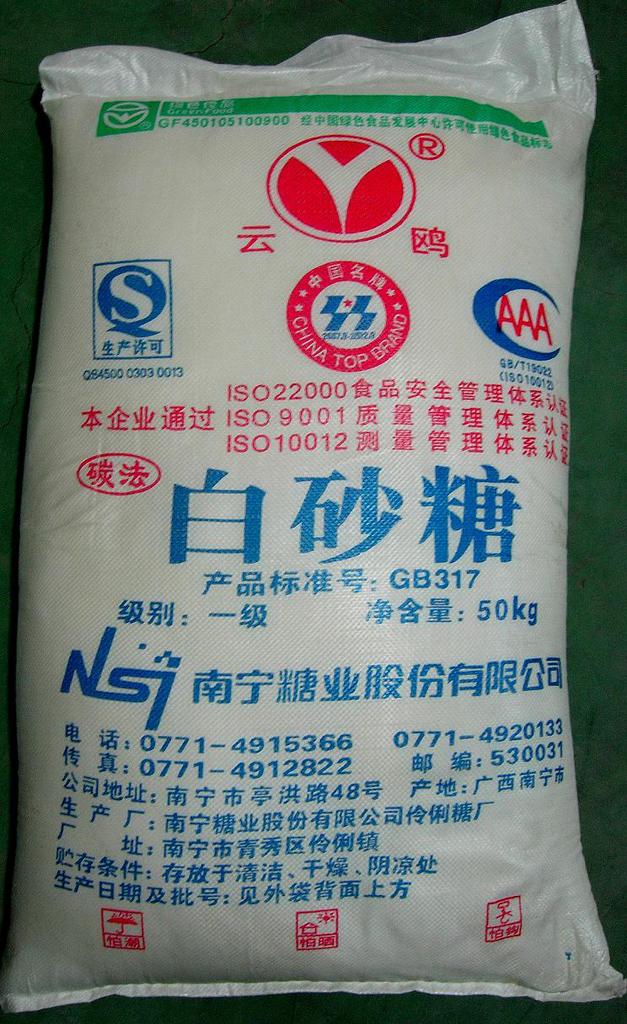 绿色食品
GreenFood
GF450105100900 经中国绿色食品发展中心许可使用绿色食品标志
®
云 鸥
S
生产许可
QS4500 0303 0013
中国名牌
2007.9-2012.9
CHINA TOP BRAND
AAA
GB/T19022
(ISO10012)
本企业通过
ISO22000食品安全管理体系认证
ISO 9001 质量管理体系认证
ISO10012 测量管理体系认证
碳法
白砂糖
产品标准号: GB317
级别: 一级 净含量: 50kg
NSI 南宁糖业股份有限公司
电 话: 0771-4915366 0771-4920133
传 真: 0771-4912822 邮 编: 530031
公司地址: 南宁市亭洪路48号 产地: 广西南宁市
生 产 厂: 南宁糖业股份有限公司伶俐糖厂
厂 址: 南宁市青秀区伶俐镇
贮存条件: 存放于清洁、干燥、阴凉处
生产日期及批号: 见外袋背面上方
怕潮 怕晒 怕钩